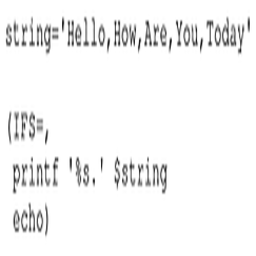 string='Hello,How,Are,You,Today'
(IFS=,
printf '%s.' $string
echo)